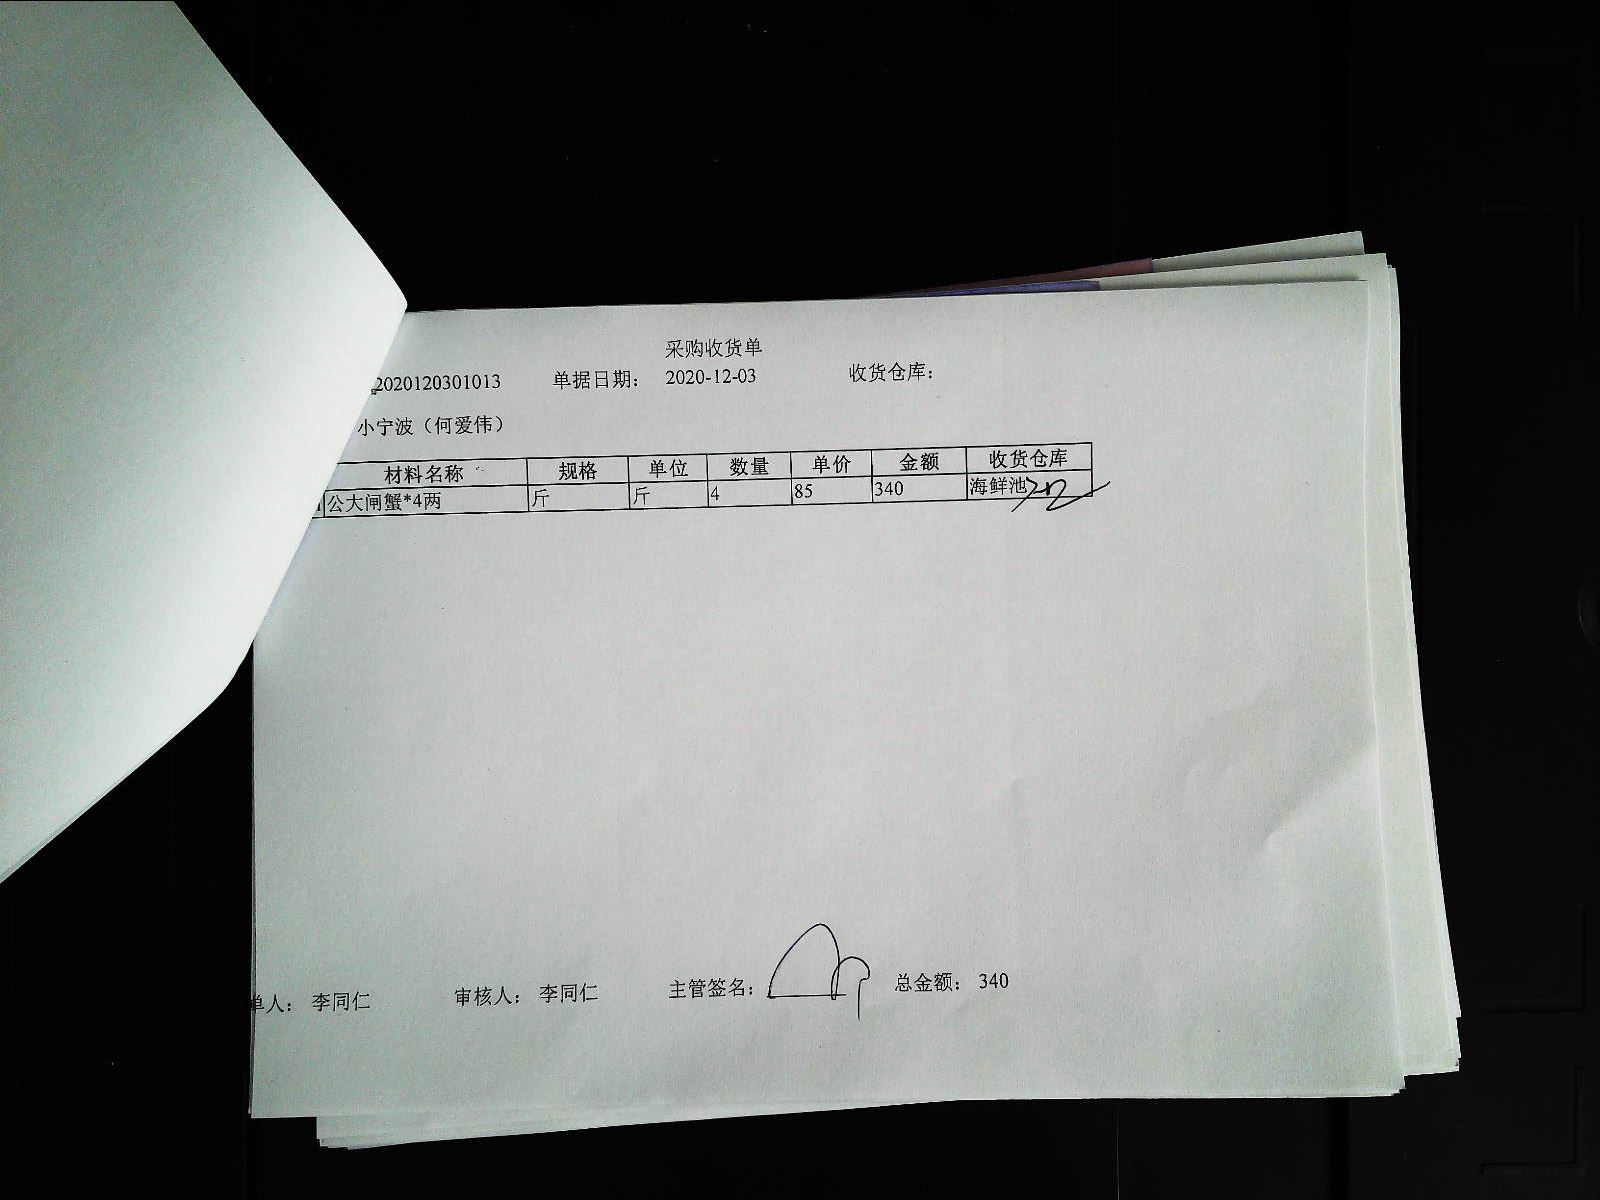 采购收货单
2020120301013 单据日期： 2020-12-03 收货仓库：
小宁波（何爱伟）
材料名称 规格 单位 数量 单价 金额 收货仓库
公大闸蟹*4两 斤 斤 4 85 340 海鲜池
单人： 李同仁 审核人： 李同仁 主管签名： 总金额： 340